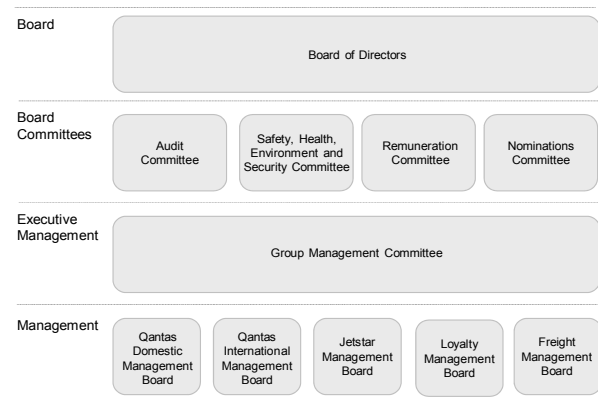 Board
Board of Directors
Board
Committees
Audit
Committee
Safety, Health,
Environment and
Security Committee
Remuneration
Committee
Nominations
Committee
Executive
Management
Group Management Committee
Management
Qantas
Domestic
Management
Board
Qantas
International
Management
Board
Jetstar
Management
Board
Loyalty
Management
Board
Freight
Management
Board